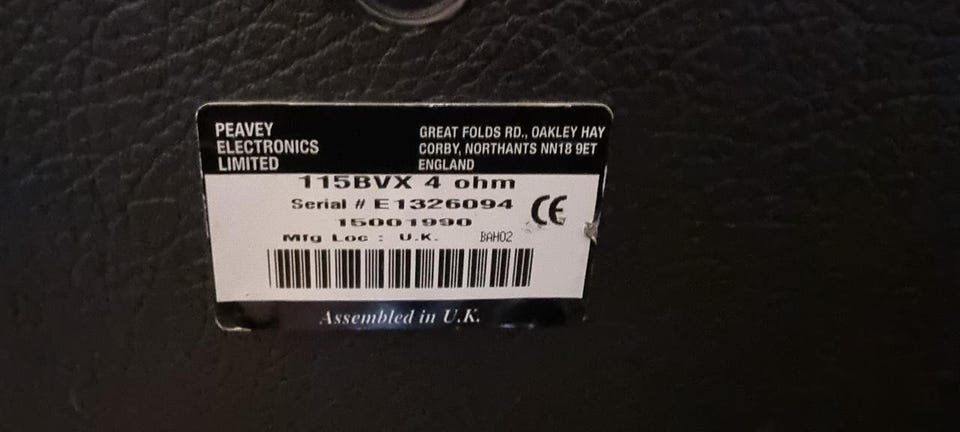 PEAVEY
ELECTRONICS
LIMITED
GREAT FOLDS RD., OAKLEY HAY
CORBY, NORTHANTS NN18 9ET
ENGLAND
115BVX 4 ohm
Serial # E1326094
15001990
CE
Mfg Loc : U.K. BAH02
Assembled in U.K.